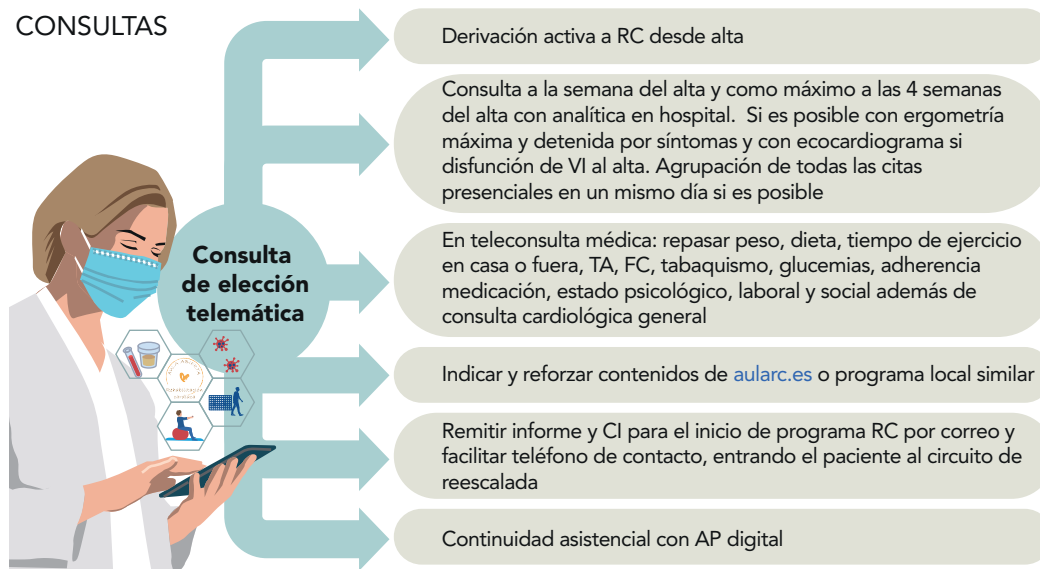 CONSULTAS
Consulta
de elección
telemática
Derivación activa a RC desde alta
Consulta a la semana del alta y como máximo a las 4 semanas
del alta con analítica en hospital. Si es posible con ergometría
máxima y detenida por síntomas y con ecocardiograma si
disfunción de VI al alta. Agrupación de todas las citas
presenciales en un mismo día si es posible
En teleconsulta médica: repasar peso, dieta, tiempo de ejercicio
en casa o fuera, TA, FC, tabaquismo, glucemias, adherencia
medicación, estado psicológico, laboral y social además de
consulta cardiológica general
Indicar y reforzar contenidos de aularc.es o programa local similar
Remitir informe y CI para el inicio de programa RC por correo y
facilitar teléfono de contacto, entrando el paciente al circuito de
reescalada
Continuidad asistencial con AP digital